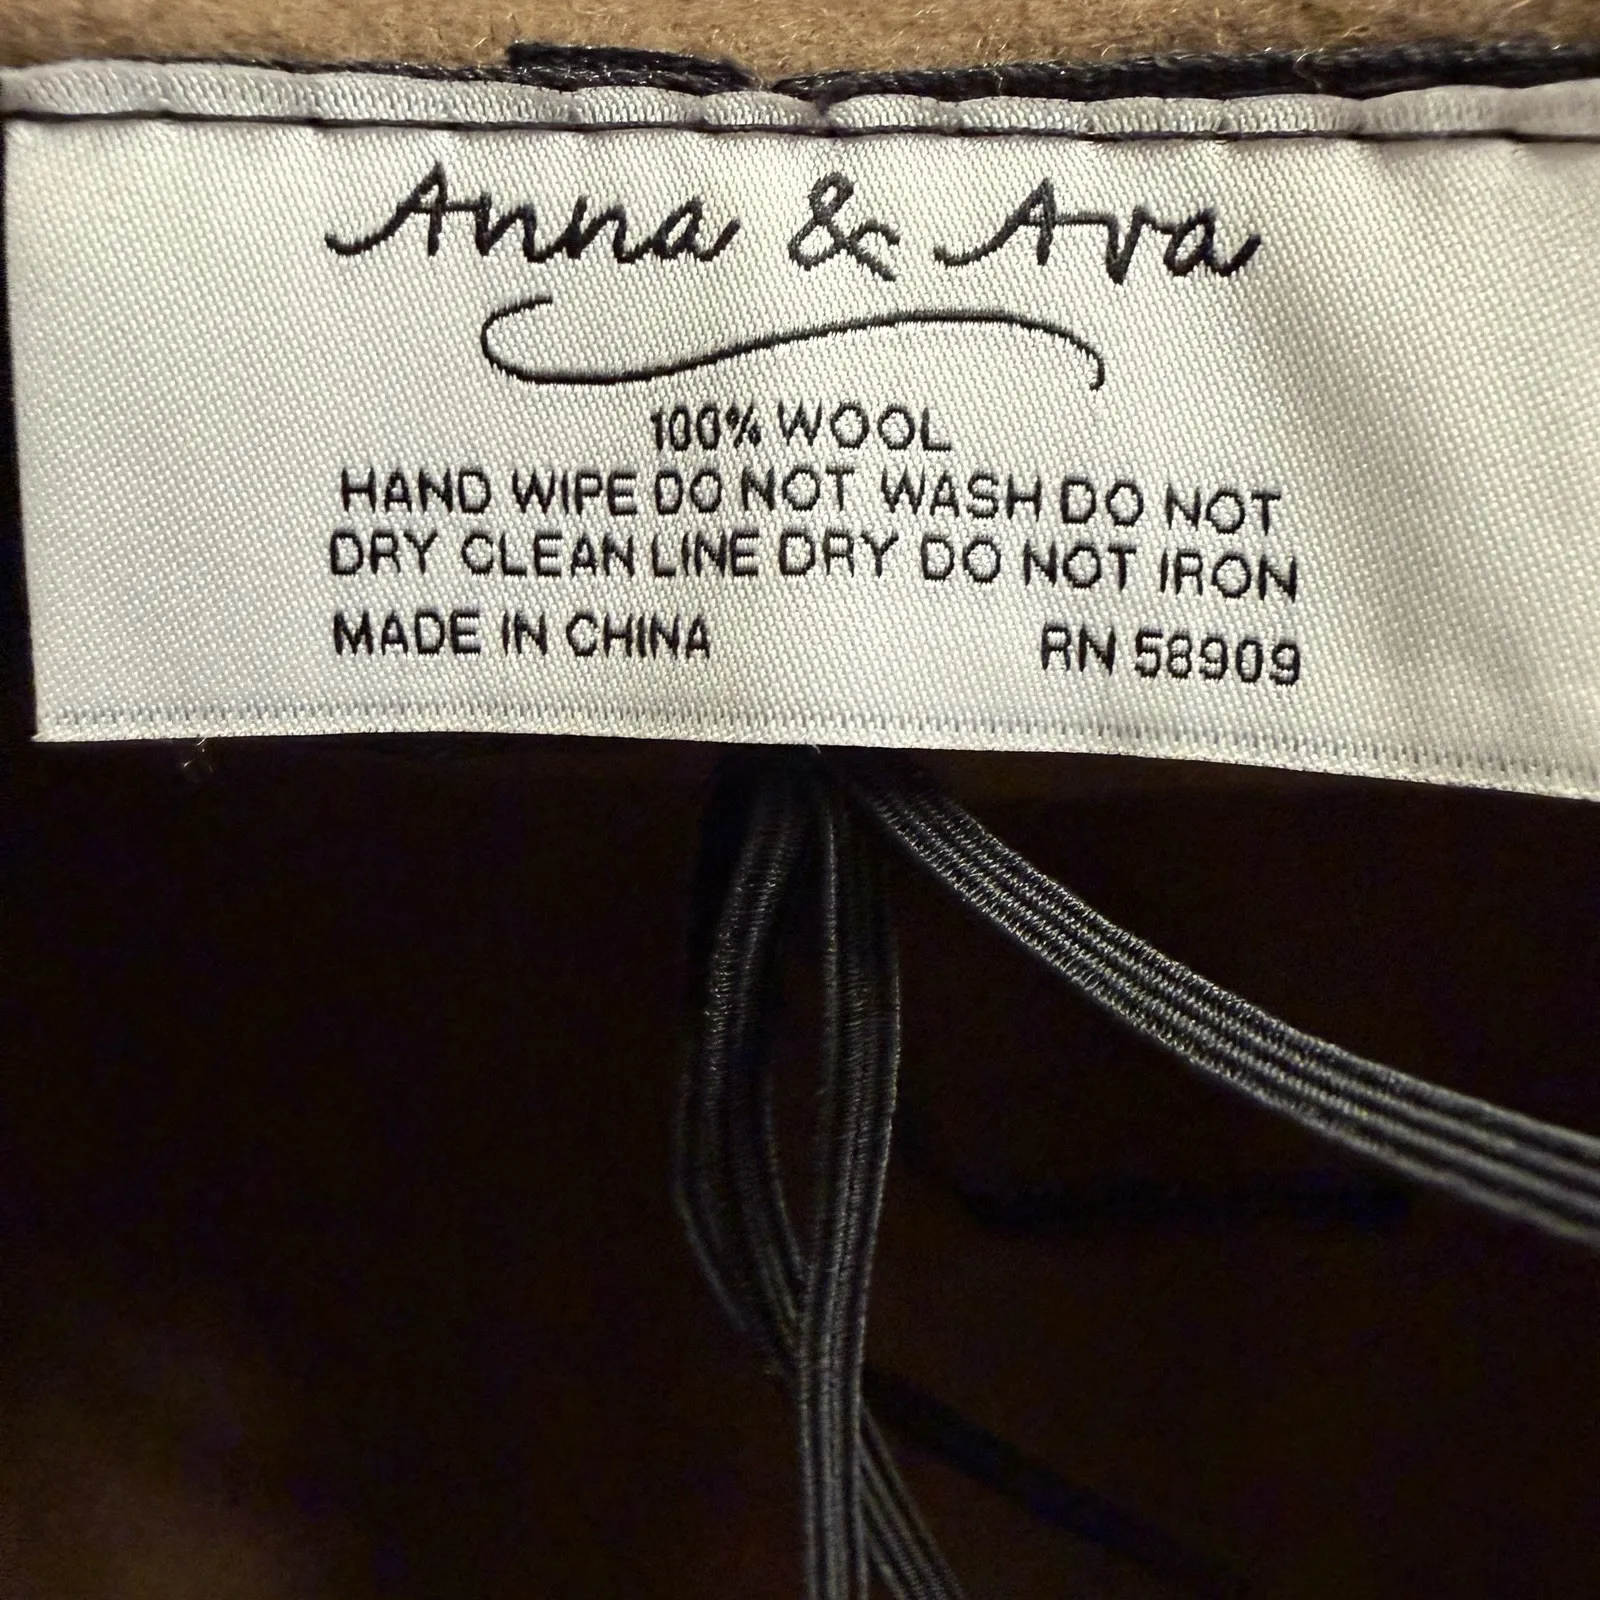 Anna & Ava
100% WOOL
HAND WIPE DO NOT WASH DO NOT
DRY CLEAN LINE DRY DO NOT IRON
MADE IN CHINA RN 58909